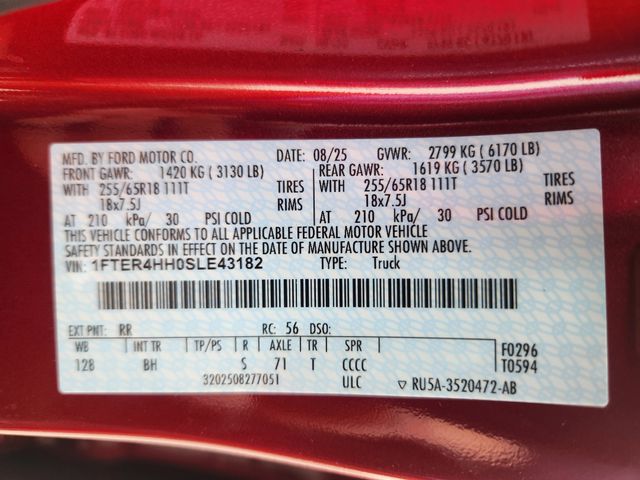 MFD. BY FORD MOTOR CO. DATE: 08/25 GVWR: 2799 KG ( 6170 LB)
FRONT GAWR: 1420 KG ( 3130 LB) REAR GAWR: 1619 KG ( 3570 LB)
WITH 255/65R18 111T TIRES WITH 255/65R18 111T TIRES
18x7.5J RIMS 18x7.5J RIMS
AT 210 kPa/ 30 PSI COLD AT 210 kPa/ 30 PSI COLD
THIS VEHICLE CONFORMS TO ALL APPLICABLE FEDERAL MOTOR VEHICLE
SAFETY STANDARDS IN EFFECT ON THE DATE OF MANUFACTURE SHOWN ABOVE.
VIN: 1FTER4HH0SLE43182 TYPE: Truck
EXT PNT: RR RC: 56 DSO:
WB INT TR TP/PS R AXLE TR SPR F0296
128 BH S 71 T CCCC T0594
3202508277051 ULC ▽ RU5A-3520472-AB